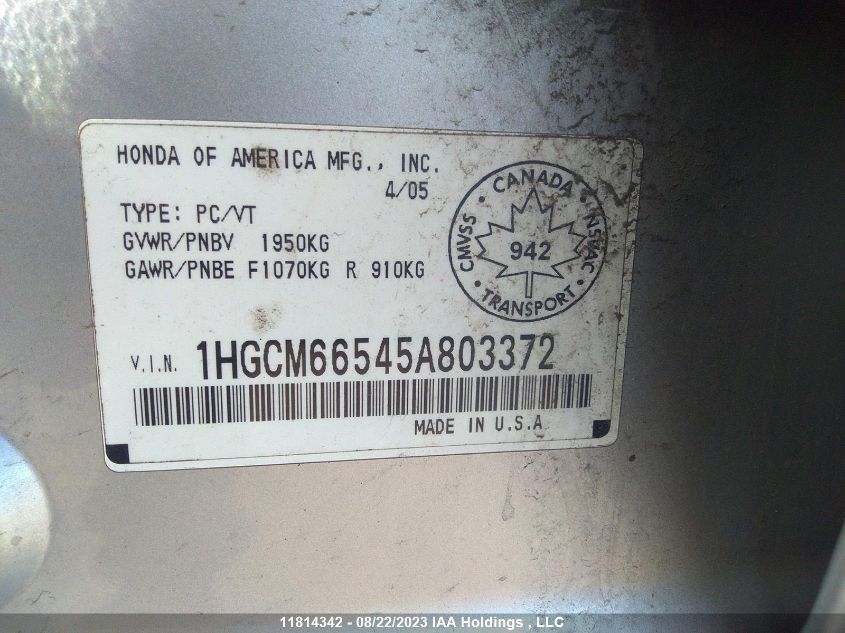 HONDA OF AMERICA MFG., INC.
4/05
TYPE: PC/VT
GVWR/PNBV 1950KG
GAWR/PNBE F1070KG R 910KG
CMVSS • CANADA • NSVAC • TRANSPORT •
942
V.I.N. 1HGCM66545A803372
MADE IN U.S.A
11814342 - 08/22/2023 IAA Holdings , LLC